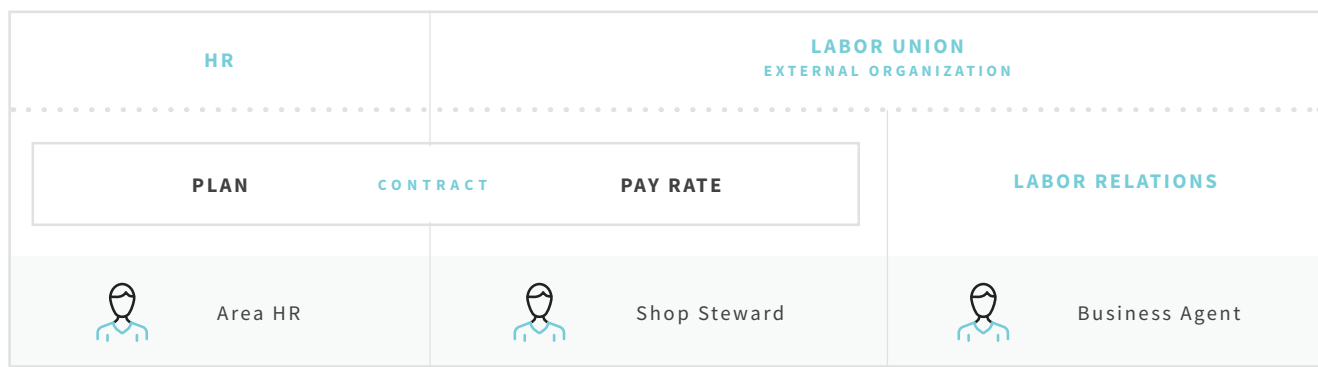 HR
LABOR UNION
EXTERNAL ORGANIZATION
PLAN
CONTRACT
PAY RATE
LABOR RELATIONS
Area HR
Shop Steward
Business Agent